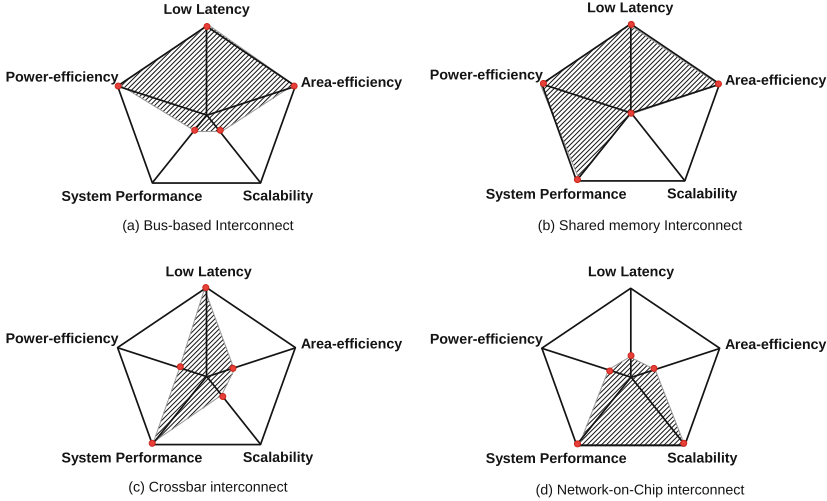 Low Latency
Power-efficiency
Area-efficiency
System Performance
Scalability
(a) Bus-based Interconnect
Low Latency
Power-efficiency
Area-efficiency
System Performance
Scalability
(b) Shared memory Interconnect
Low Latency
Power-efficiency
Area-efficiency
System Performance
Scalability
(c) Crossbar interconnect
Low Latency
Power-efficiency
Area-efficiency
System Performance
Scalability
(d) Network-on-Chip interconnect